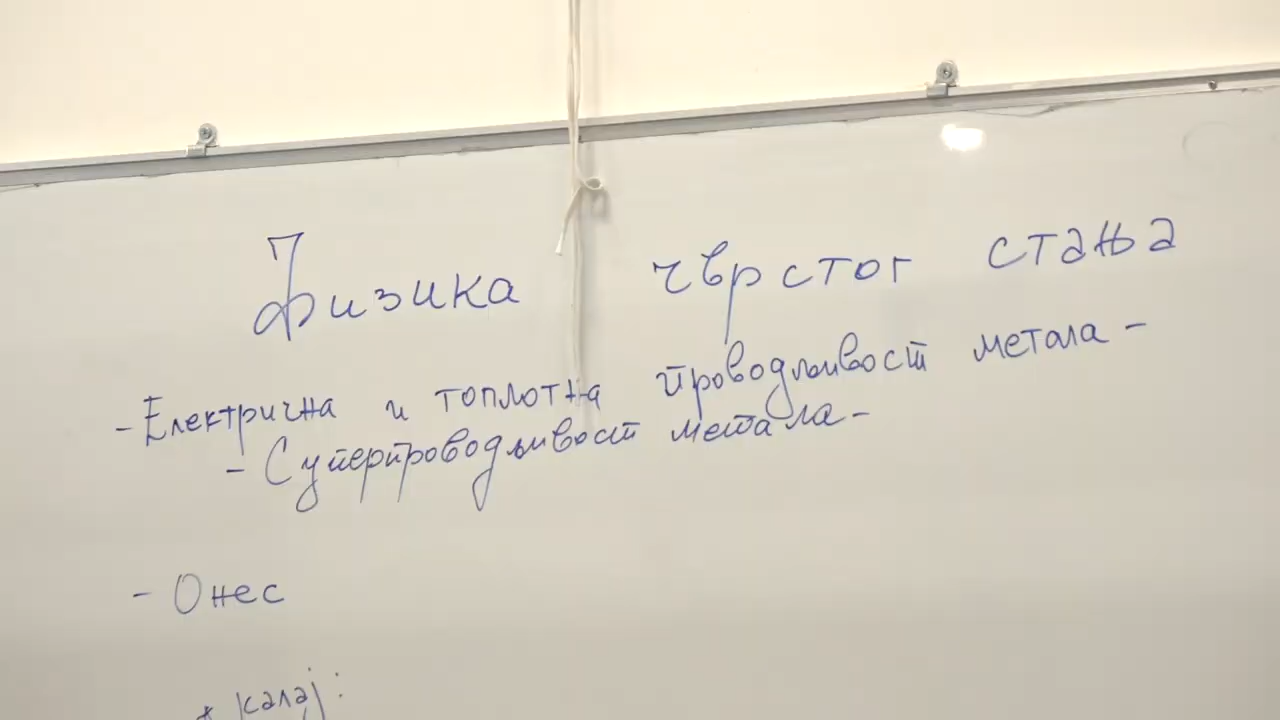 Физика чврстог стања
- Електрична и топлотна проводљивост метала -
- Суперпроводљивост метала -
- Онес
* Калај: